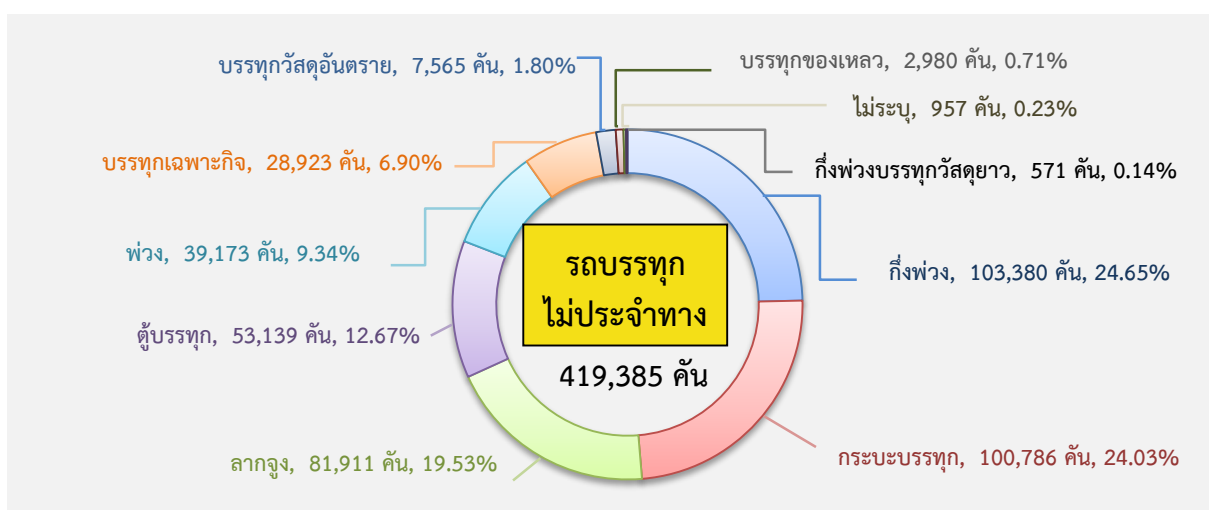 บรรทุกวัสดุอันตราย, 7,565 คัน, 1.80%
บรรทุกของเหลว, 2,980 คัน, 0.71%
ไม่ระบุ, 957 คัน, 0.23%
บรรทุกเฉพาะกิจ, 28,923 คัน, 6.90%
กึ่งพ่วงบรรทุกวัสดุยาว, 571 คัน, 0.14%
พ่วง, 39,173 คัน, 9.34%
กึ่งพ่วง, 103,380 คัน, 24.65%
รถบรรทุก
ไม่ประจำทาง
419,385 คัน
ตู้บรรทุก, 53,139 คัน, 12.67%
ลากจูง, 81,911 คัน, 19.53%
กระบะบรรทุก, 100,786 คัน, 24.03%